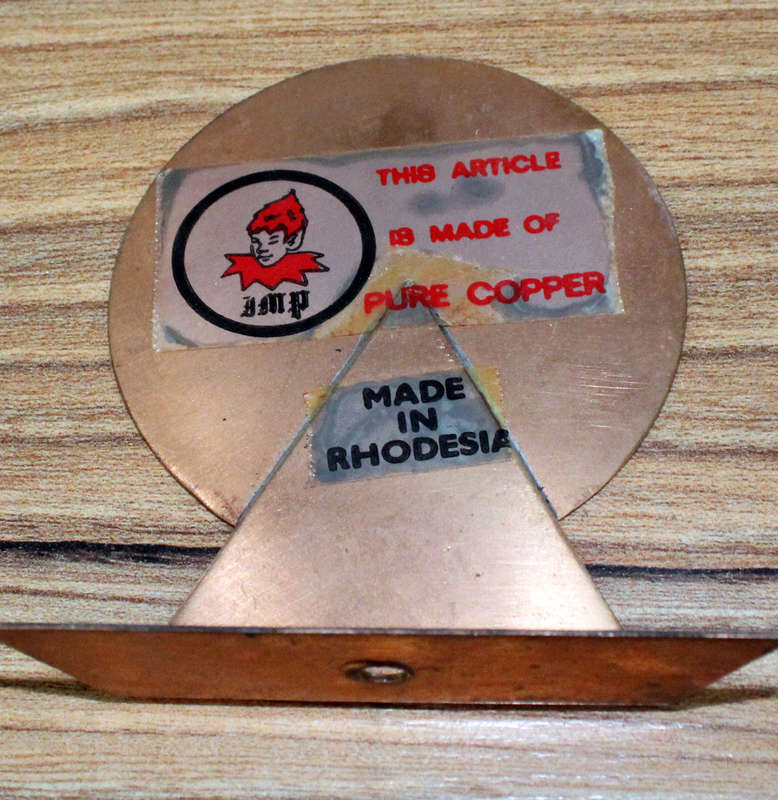 THIS ARTICLE
IS MADE OF
PURE COPPER
IMP
MADE
IN
RHODESIA